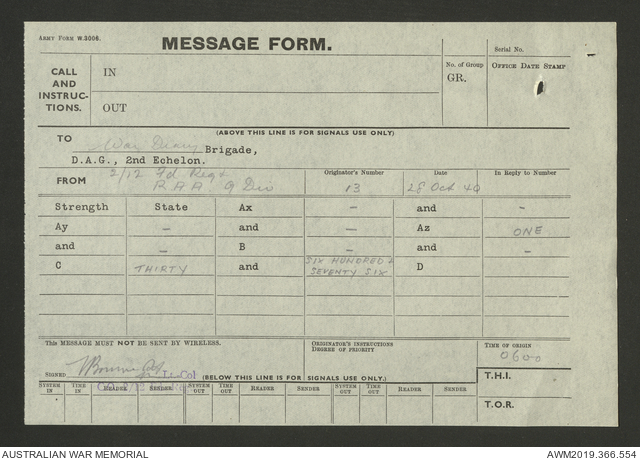 Army Form W.3006.
MESSAGE FORM.
Serial No.
CALL AND INSTRUC- TIONS.
IN
OUT
No. of Group
GR.
Office Date Stamp
(ABOVE THIS LINE IS FOR SIGNALS USE ONLY)
TO War Diary Brigade,
D.A.G., 2nd Echelon.
FROM 2/12 Fd Regt
R.A.A. 9 Div
Originator's Number 13
Date 28 Oct 40
In Reply to Number
Strength State Ax - and -
Ay - and - Az ONE
and - B - and -
C THIRTY and SIX HUNDRED & SEVENTY SIX D
This MESSAGE MUST NOT BE SENT BY WIRELESS.
ORIGINATOR'S INSTRUCTIONS
DEGREE OF PRIORITY
TIME OF ORIGIN
0600
SIGNED Lt Col
(BELOW THIS LINE IS FOR SIGNALS USE ONLY.)
T.H.I.
SYSTEM IN TIME IN READER SENDER SYSTEM OUT TIME OUT READER SENDER SYSTEM OUT TIME OUT READER SENDER
T.O.R.
AUSTRALIAN WAR MEMORIAL
AWM2019.366.554